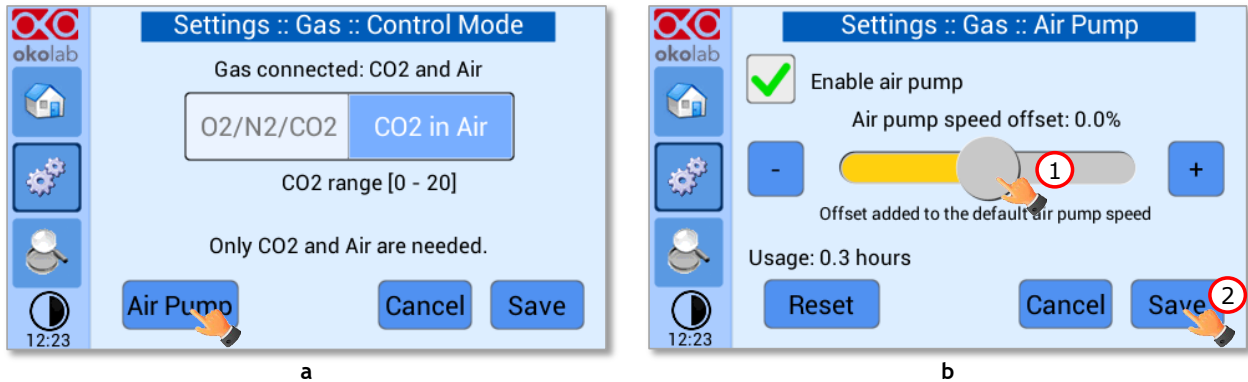 okolab
Settings :: Gas :: Control Mode
Gas connected: CO2 and Air
O2/N2/CO2 CO2 in Air
CO2 range [0 - 20]
Only CO2 and Air are needed.
Air Pump Cancel Save
12:23
a
okolab
Settings :: Gas :: Air Pump
Enable air pump
Air pump speed offset: 0.0%
- 1 +
Offset added to the default air pump speed
Usage: 0.3 hours
Reset Cancel Save 2
12:23
b